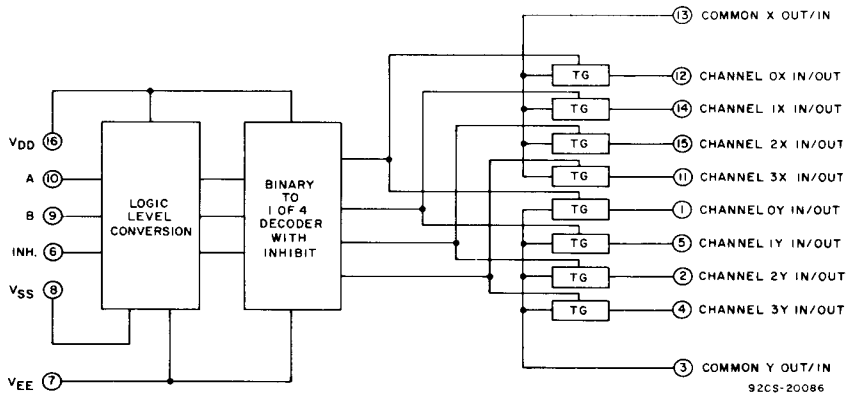 13 COMMON X OUT/IN
TG 12 CHANNEL 0X IN/OUT
TG 14 CHANNEL 1X IN/OUT
TG 15 CHANNEL 2X IN/OUT
TG 11 CHANNEL 3X IN/OUT
TG 1 CHANNEL 0Y IN/OUT
TG 5 CHANNEL 1Y IN/OUT
TG 2 CHANNEL 2Y IN/OUT
TG 4 CHANNEL 3Y IN/OUT
3 COMMON Y OUT/IN
VDD 16
A 10
B 9
INH. 6
VSS 8
VEE 7
LOGIC
LEVEL
CONVERSION
BINARY
TO
1 OF 4
DECODER
WITH
INHIBIT
92CS-20086